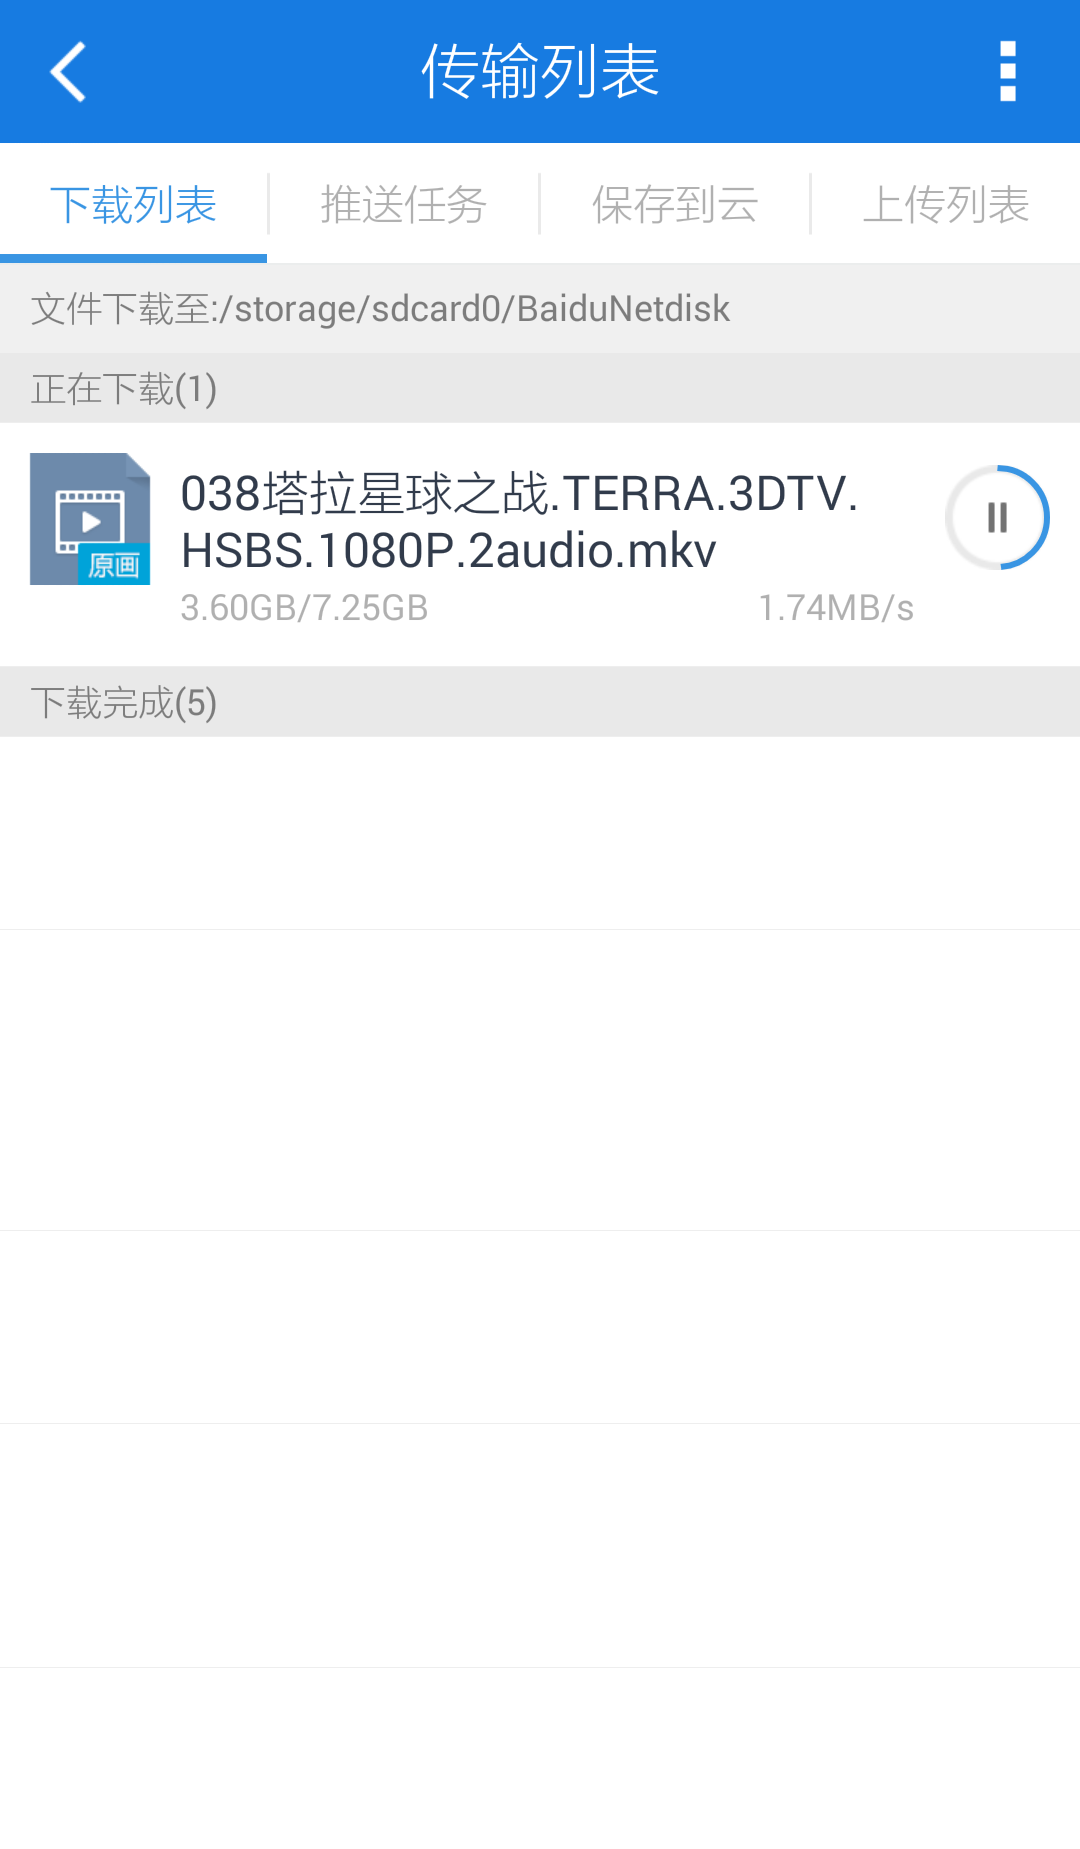 传输列表
下载列表 推送任务 保存到云 上传列表
文件下载至:/storage/sdcard0/BaiduNetdisk
正在下载(1)
038塔拉星球之战.TERRA.3DTV.
HSBS.1080P.2audio.mkv
原画
3.60GB/7.25GB 1.74MB/s
下载完成(5)